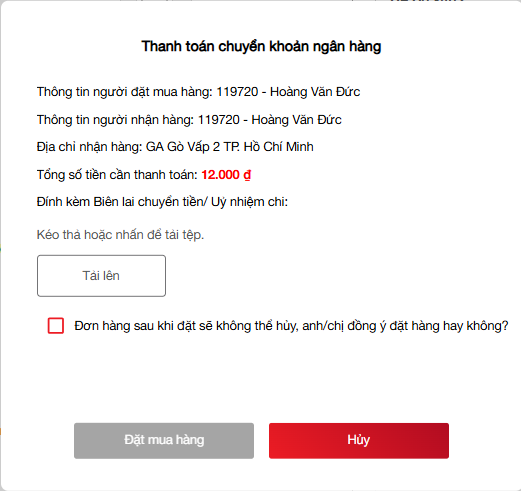 Thanh toán chuyển khoản ngân hàng
Thông tin người đặt mua hàng: 119720 - Hoàng Văn Đức
Thông tin người nhận hàng: 119720 - Hoàng Văn Đức
Địa chỉ nhận hàng: GA Gò Vấp 2 TP. Hồ Chí Minh
Tổng số tiền cần thanh toán: 12.000 ₫
Đính kèm Biên lai chuyển tiền/ Uỷ nhiệm chi:
Kéo thả hoặc nhấn để tải tệp.
Tải lên
Đơn hàng sau khi đặt sẽ không thể hủy, anh/chị đồng ý đặt hàng hay không?
Đặt mua hàng
Hủy